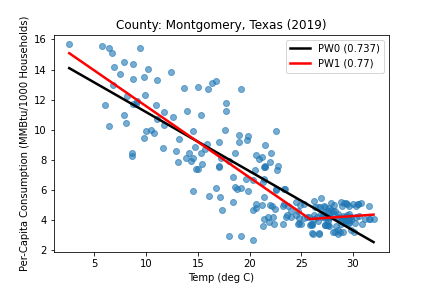 County: Montgomery, Texas (2019)
PW0 (0.737)
PW1 (0.77)
Per-Capita Consumption (MMBtu/1000 Households)
16
14
12
10
8
6
4
2
5 10 15 20 25 30
Temp (deg C)